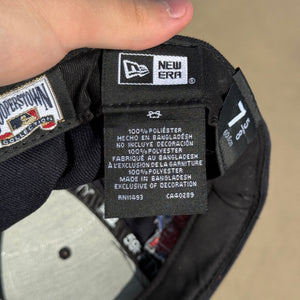 COOPERSTOWN
COLLECTION
NEW
ERA
100% POLIÉSTER
HECHO EN BANGLADESH
NO INCLUYE DECORACIÓN
100% POLYESTER
FABRIQUÉ AU BANGLADESH
À L'EXCLUSION DE LA GARNITURE
100% POLYESTER
MADE IN BANGLADESH
EXCLUSIVE OF DECORATION
RN11493 CA40289
7